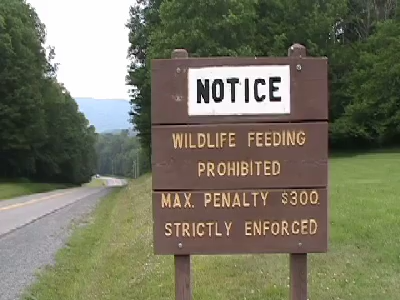 NOTICE
WILDLIFE FEEDING
PROHIBITED
MAX. PENALTY $300.
STRICTLY ENFORCED